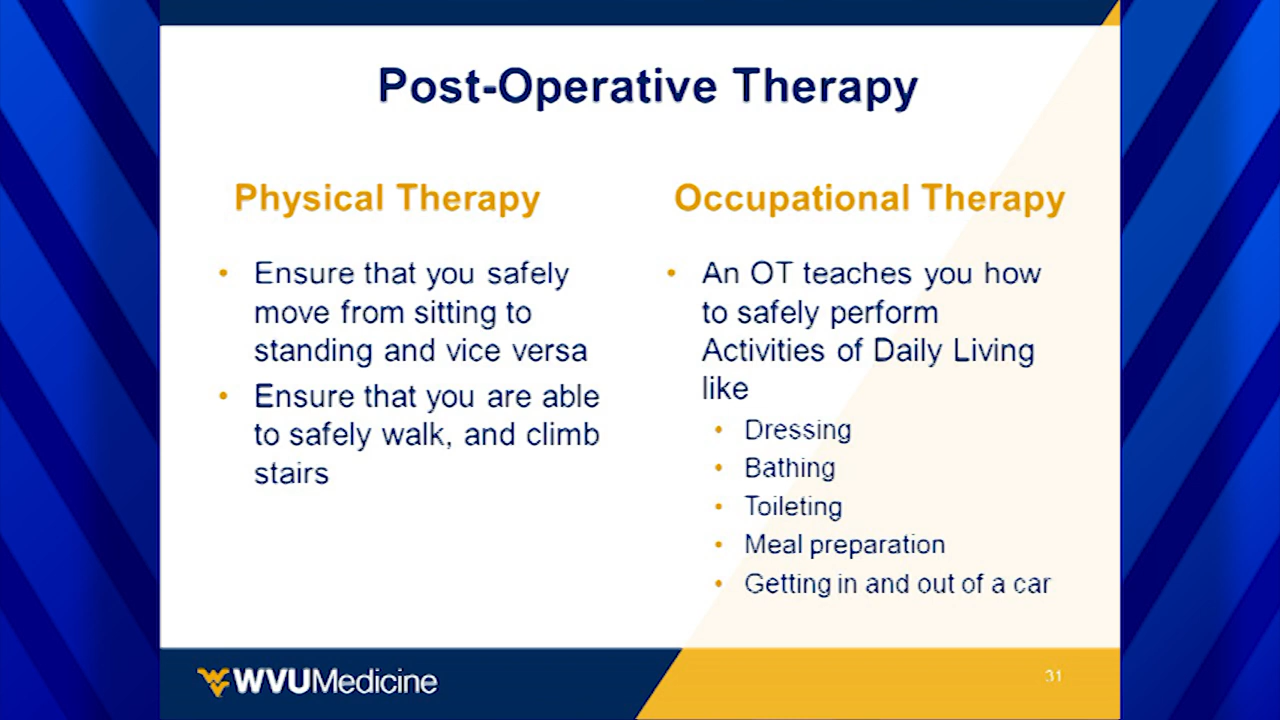 Post-Operative Therapy
Physical Therapy
• Ensure that you safely
move from sitting to
standing and vice versa
• Ensure that you are able
to safely walk, and climb
stairs
Occupational Therapy
• An OT teaches you how
to safely perform
Activities of Daily Living
like
• Dressing
• Bathing
• Toileting
• Meal preparation
• Getting in and out of a car
WVUMedicine
31